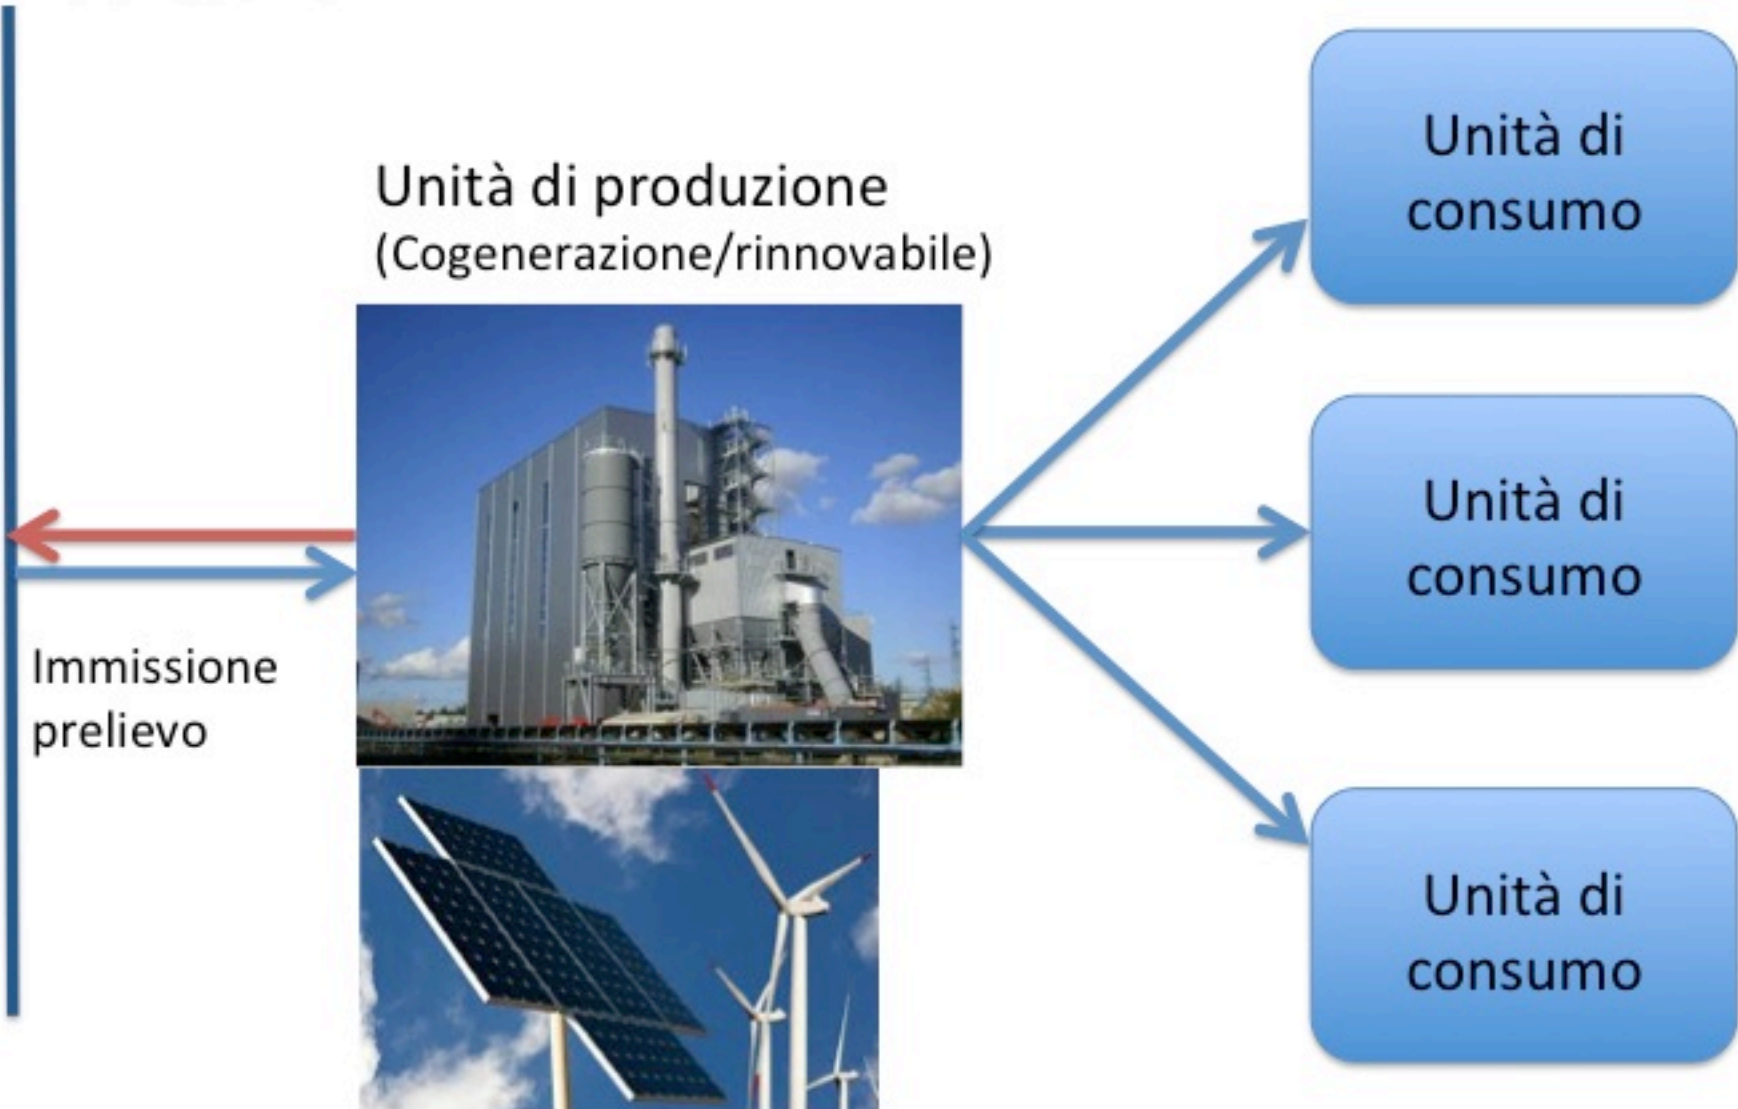 Unità di produzione
(Cogenerazione/rinnovabile)
Immissione
prelievo
Unità di
consumo
Unità di
consumo
Unità di
consumo